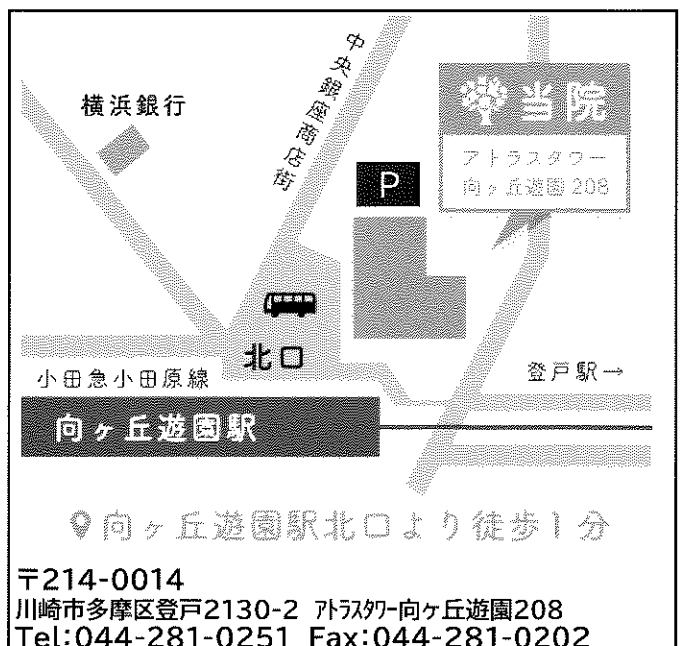 横浜銀行
中央銀座商店街
当院
アトラスタワー
向ヶ丘遊園 208
P
北口
小田急小田原線
登戸駅→
向ヶ丘遊園駅
向ヶ丘遊園駅北口より徒歩1分
〒214-0014
川崎市多摩区登戸2130-2 アトラスタワー向ヶ丘遊園208
Tel:044-281-0251 Fax:044-281-0202